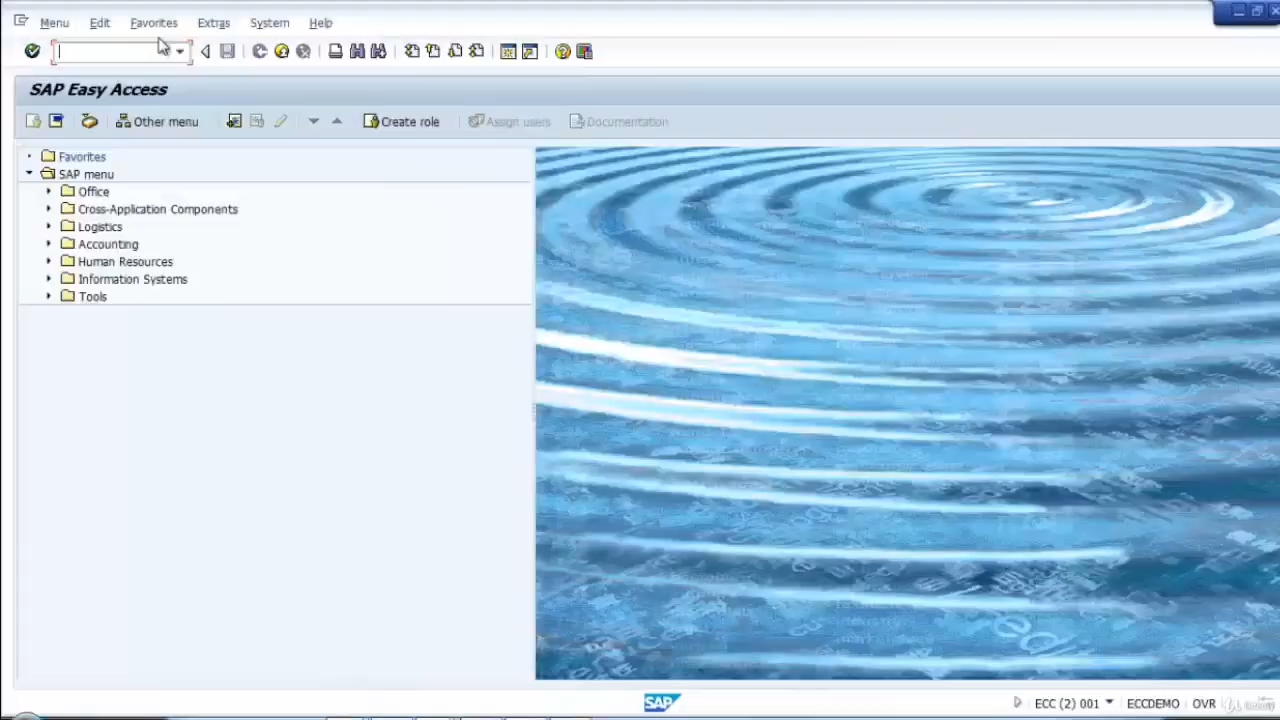 Menu Edit Favorites Extras System Help
SAP Easy Access
Other menu Create role Assign users Documentation
Favorites
SAP menu
Office
Cross-Application Components
Logistics
Accounting
Human Resources
Information Systems
Tools
SAP ECC (2) 001 ECCDEMO OVR